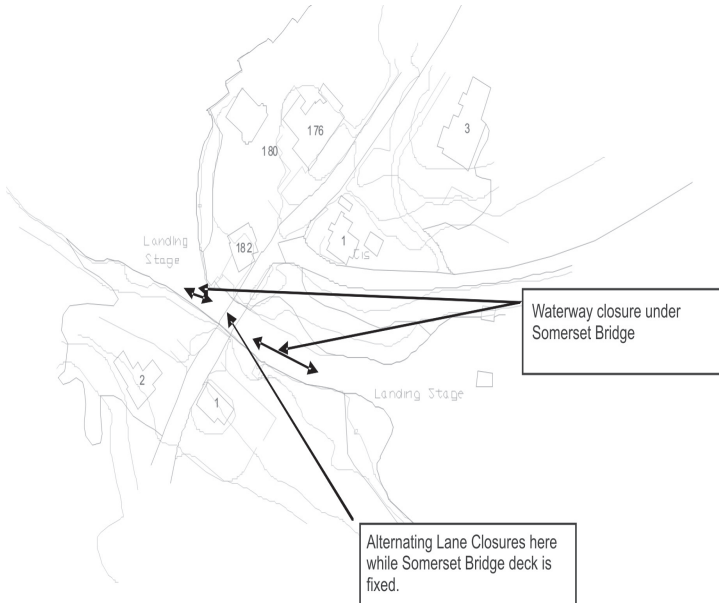 3
176
180
1
Cis
182
Landing
Stage
Waterway closure under
Somerset Bridge
2
1
Landing Stage
Alternating Lane Closures here
while Somerset Bridge deck is
fixed.